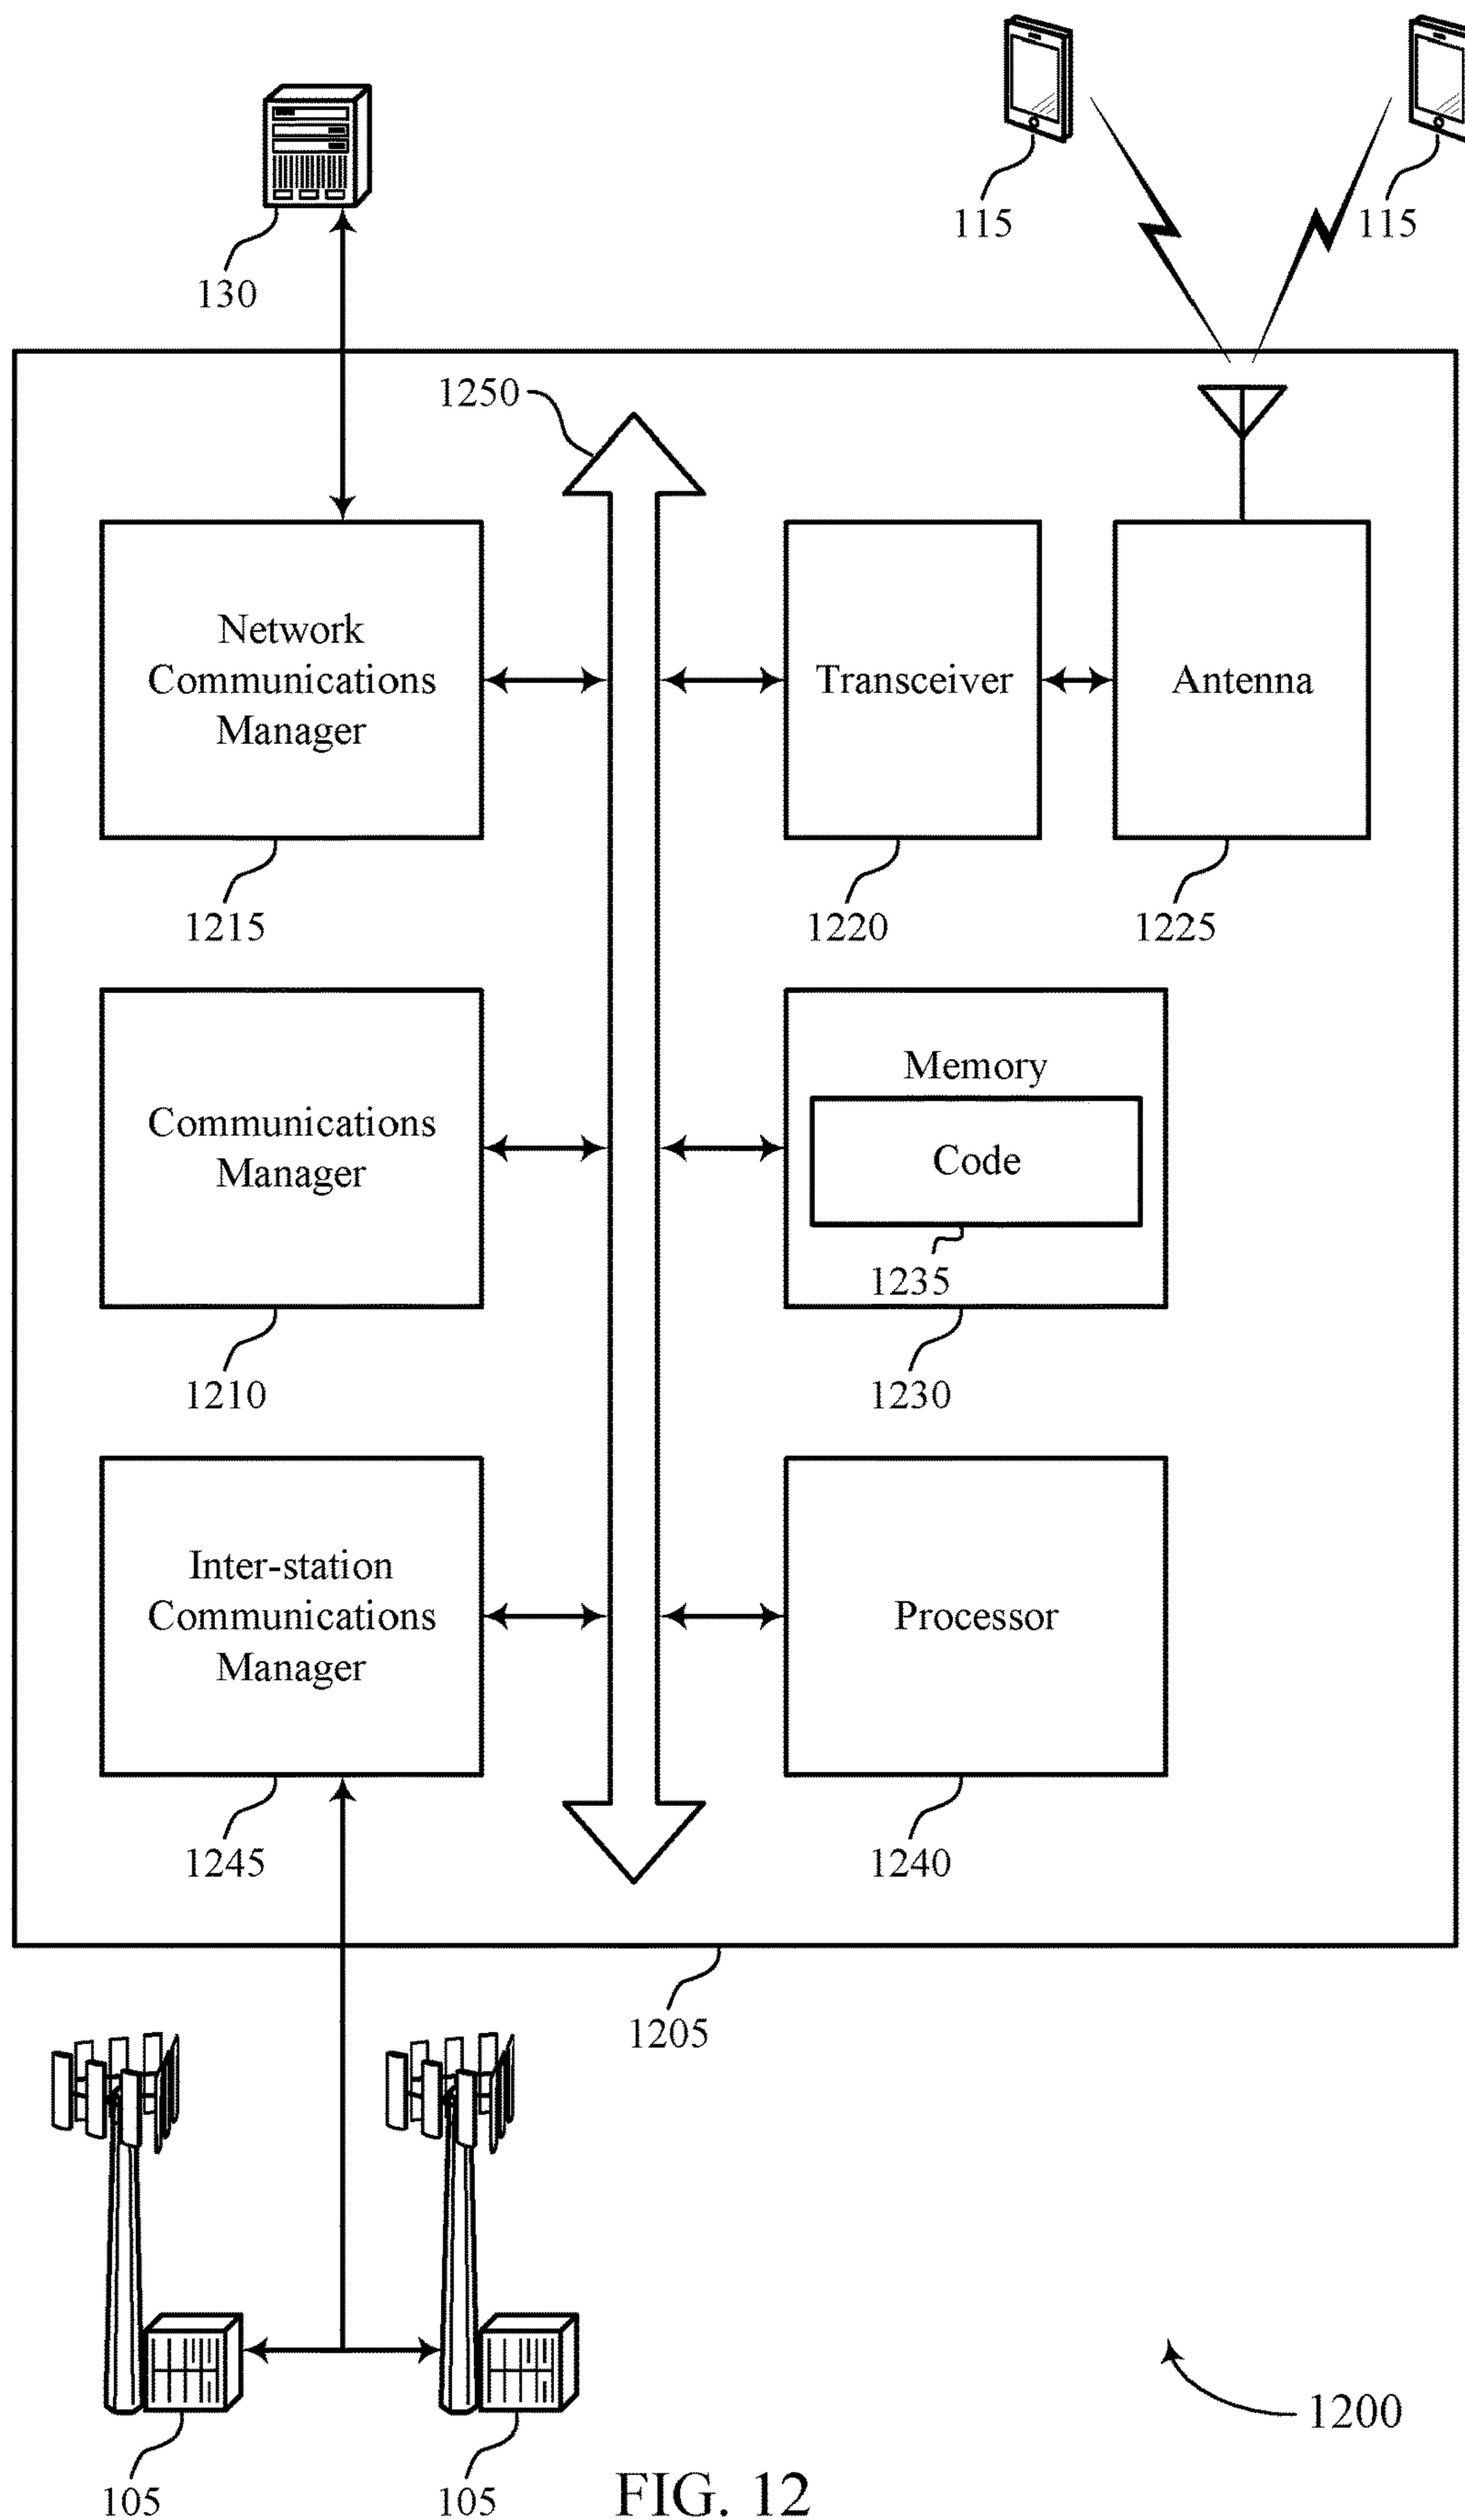 115
115
130
1250
Network
Communications
Manager
Transceiver
Antenna
1215
1220
1225
Communications
Manager
Memory
Code
1235
1210
1230
Inter-station
Communications
Manager
Processor
1245
1240
1205
1200
105
105
FIG. 12